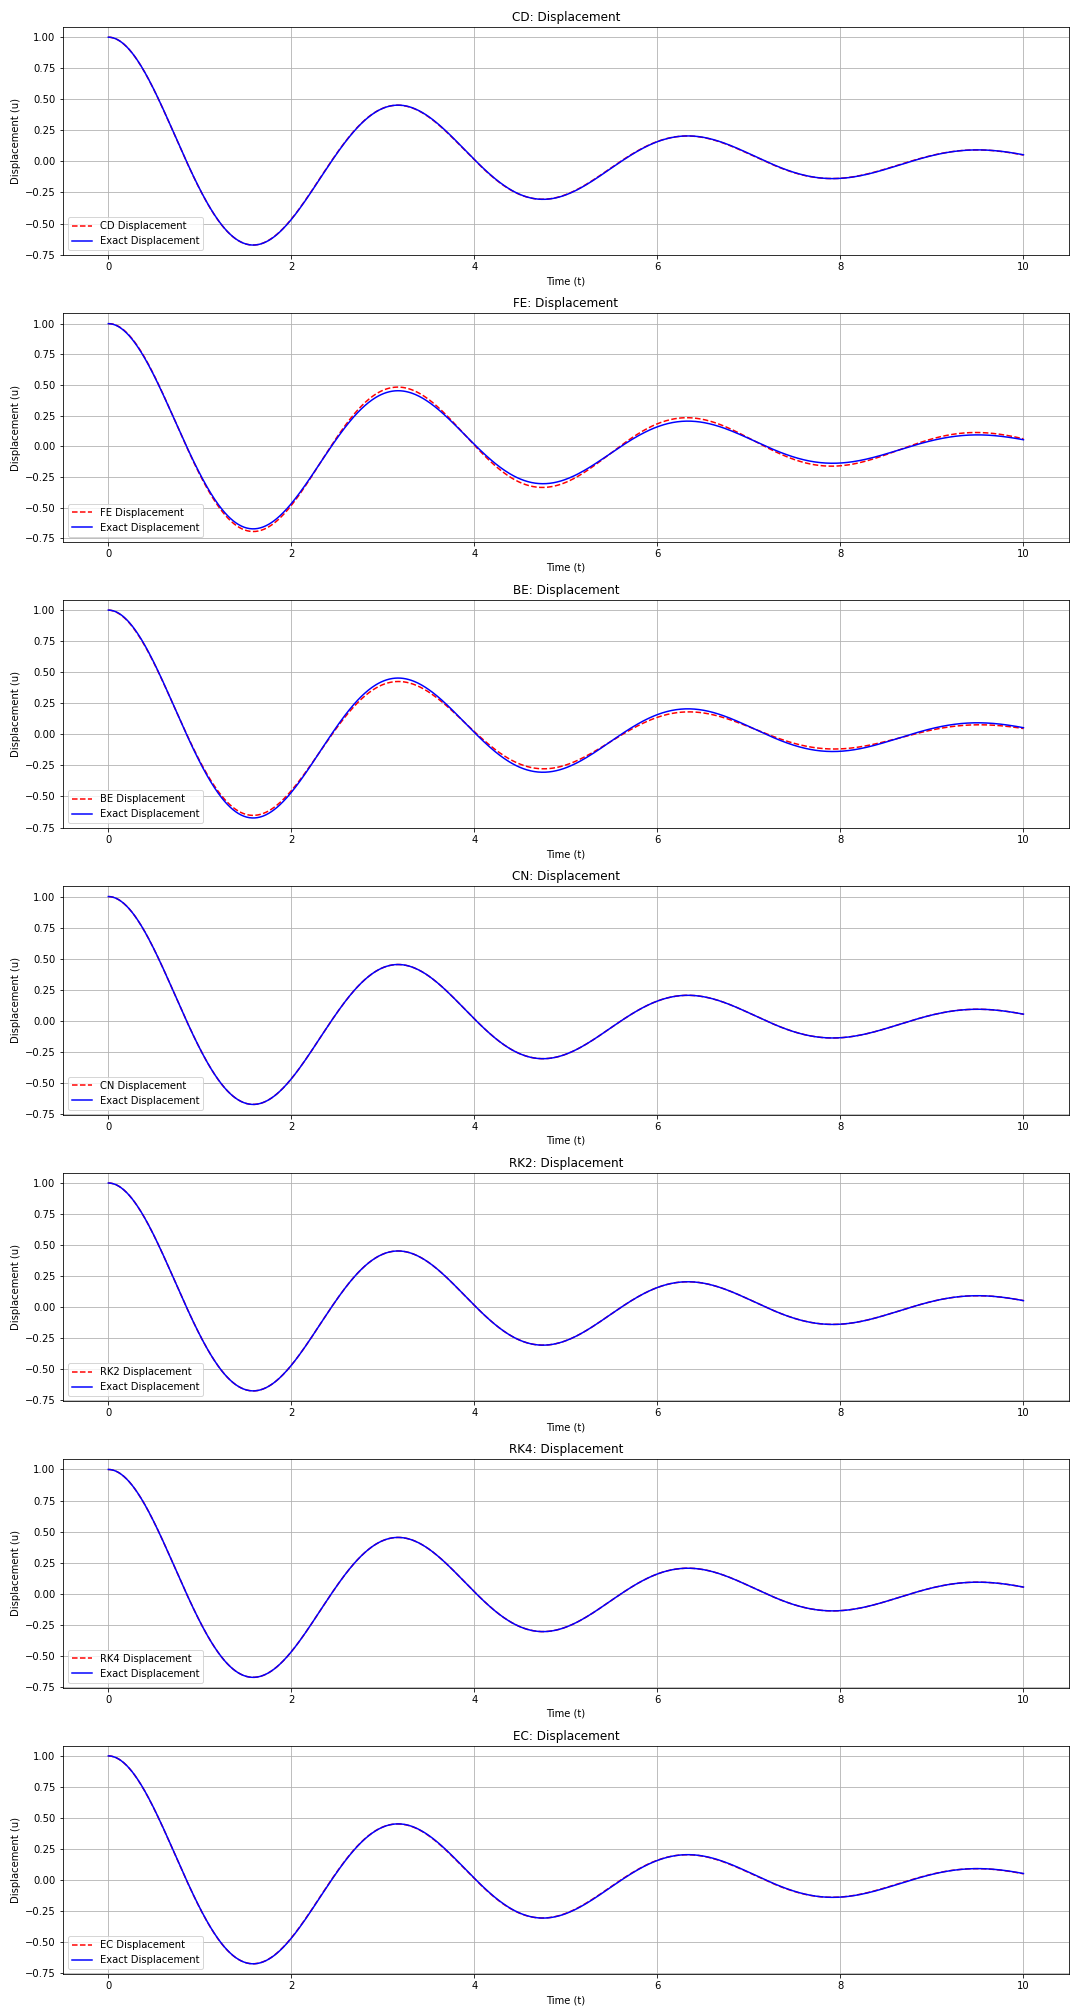 CD: Displacement
1.00
0.75
0.50
0.25
0.00
−0.25
−0.50
−0.75
Displacement (u)
CD Displacement
Exact Displacement
0 2 4 6 8 10
Time (t)
FE: Displacement
1.00
0.75
0.50
0.25
0.00
−0.25
−0.50
−0.75
Displacement (u)
FE Displacement
Exact Displacement
0 2 4 6 8 10
Time (t)
BE: Displacement
1.00
0.75
0.50
0.25
0.00
−0.25
−0.50
−0.75
Displacement (u)
BE Displacement
Exact Displacement
0 2 4 6 8 10
Time (t)
CN: Displacement
1.00
0.75
0.50
0.25
0.00
−0.25
−0.50
−0.75
Displacement (u)
CN Displacement
Exact Displacement
0 2 4 6 8 10
Time (t)
RK2: Displacement
1.00
0.75
0.50
0.25
0.00
−0.25
−0.50
−0.75
Displacement (u)
RK2 Displacement
Exact Displacement
0 2 4 6 8 10
Time (t)
RK4: Displacement
1.00
0.75
0.50
0.25
0.00
−0.25
−0.50
−0.75
Displacement (u)
RK4 Displacement
Exact Displacement
0 2 4 6 8 10
Time (t)
EC: Displacement
1.00
0.75
0.50
0.25
0.00
−0.25
−0.50
−0.75
Displacement (u)
EC Displacement
Exact Displacement
0 2 4 6 8 10
Time (t)